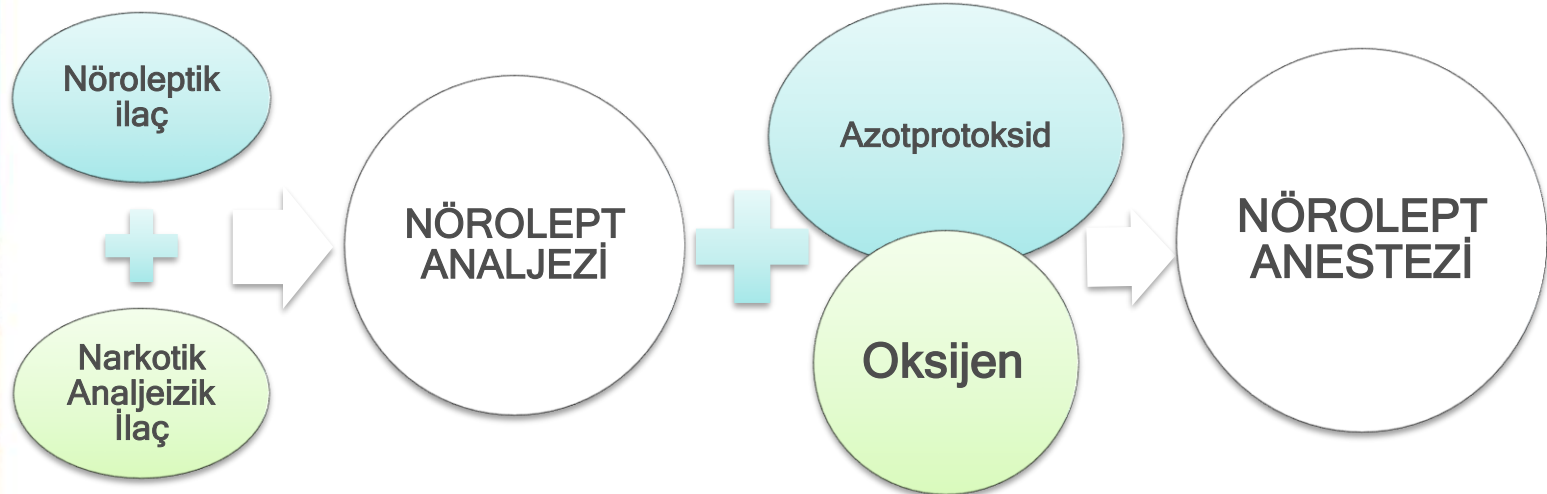 Nöroleptik
ilaç
Narkotik
Analjeizik
İlaç
NÖROLEPT
ANALJEZİ
Azotprotoksid
Oksijen
NÖROLEPT
ANESTEZİ